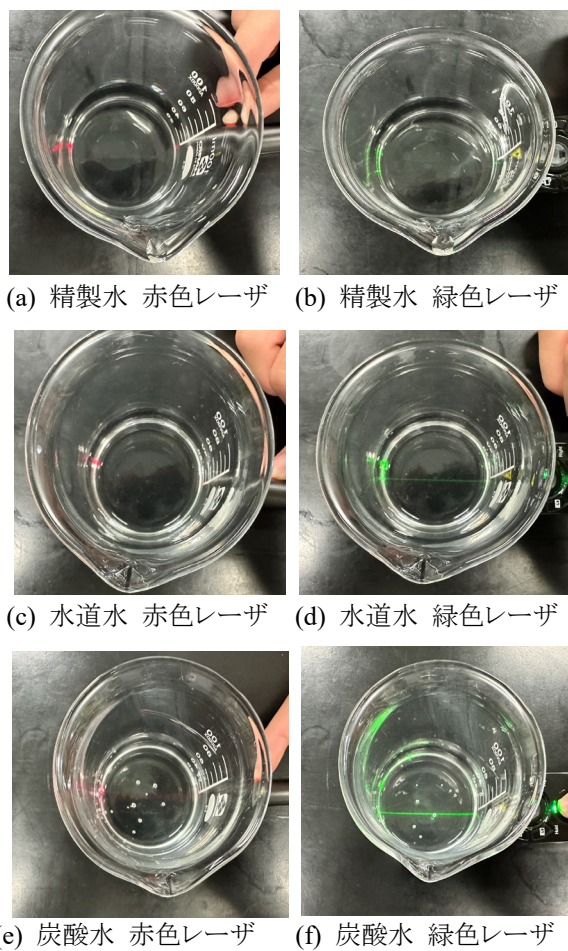 (a) 精製水 赤色レーザ
(b) 精製水 緑色レーザ
(c) 水道水 赤色レーザ
(d) 水道水 緑色レーザ
(e) 炭酸水 赤色レーザ
(f) 炭酸水 緑色レーザ